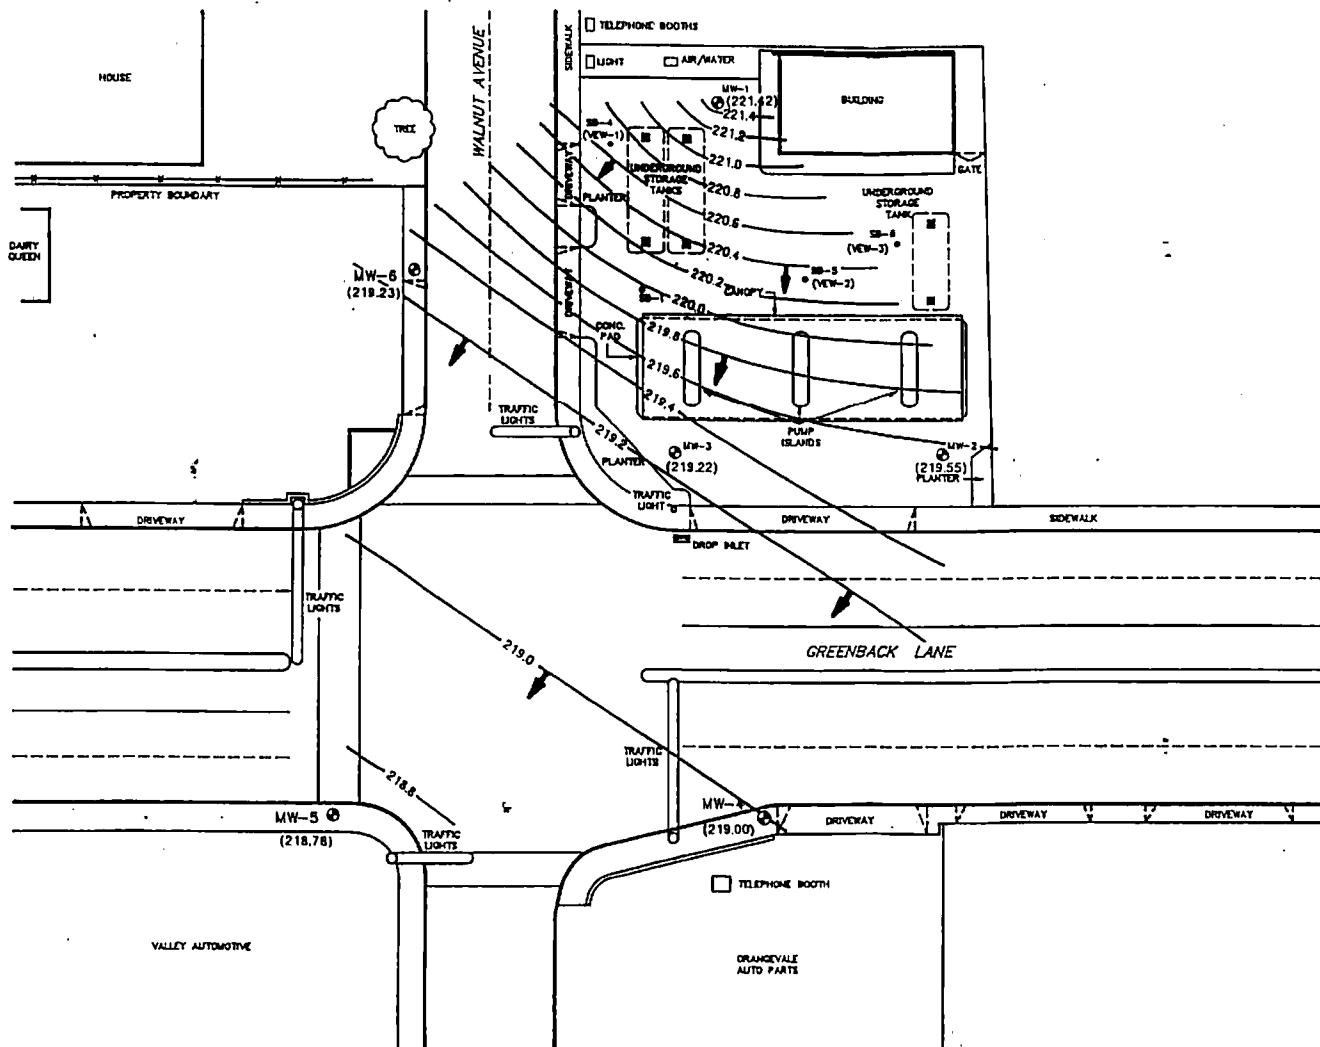 TELEPHONE BOOTHS
LIGHT
AIR/WATER
HOUSE
WALNUT AVENUE
SIDEWALK
TREE
BUILDING
MW-1
(221.42)
221.4
221.2
221.0
220.8
220.6
220.4
220.2
220.0
219.8
219.6
219.4
219.2
SB-4
(VEW-1)
UNDERGROUND
STORAGE
TANKS
DRIVEWAY
PLANTER
DRIVEWAY
GATE
UNDERGROUND
STORAGE
TANK
SB-6
(VEW-3)
SB-5
(VEW-2)
SB-1
CANOPY
CONC.
PAD
PROPERTY BOUNDARY
DAIRY
QUEEN
MW-6
(219.23)
TRAFFIC
LIGHTS
PLANTER
MW-3
(219.22)
PUMP
ISLANDS
MW-2
(219.55)
PLANTER
TRAFFIC
LIGHT
DRIVEWAY
DRIVEWAY
SIDEWALK
DROP INLET
TRAFFIC
LIGHTS
219.0
GREENBACK LANE
TRAFFIC
LIGHTS
218.8
MW-5
(218.78)
TRAFFIC
LIGHTS
MW-4
(219.00)
DRIVEWAY
DRIVEWAY
DRIVEWAY
TELEPHONE BOOTH
VALLEY AUTOMOTIVE
ORANGEVALE
AUTO PARTS